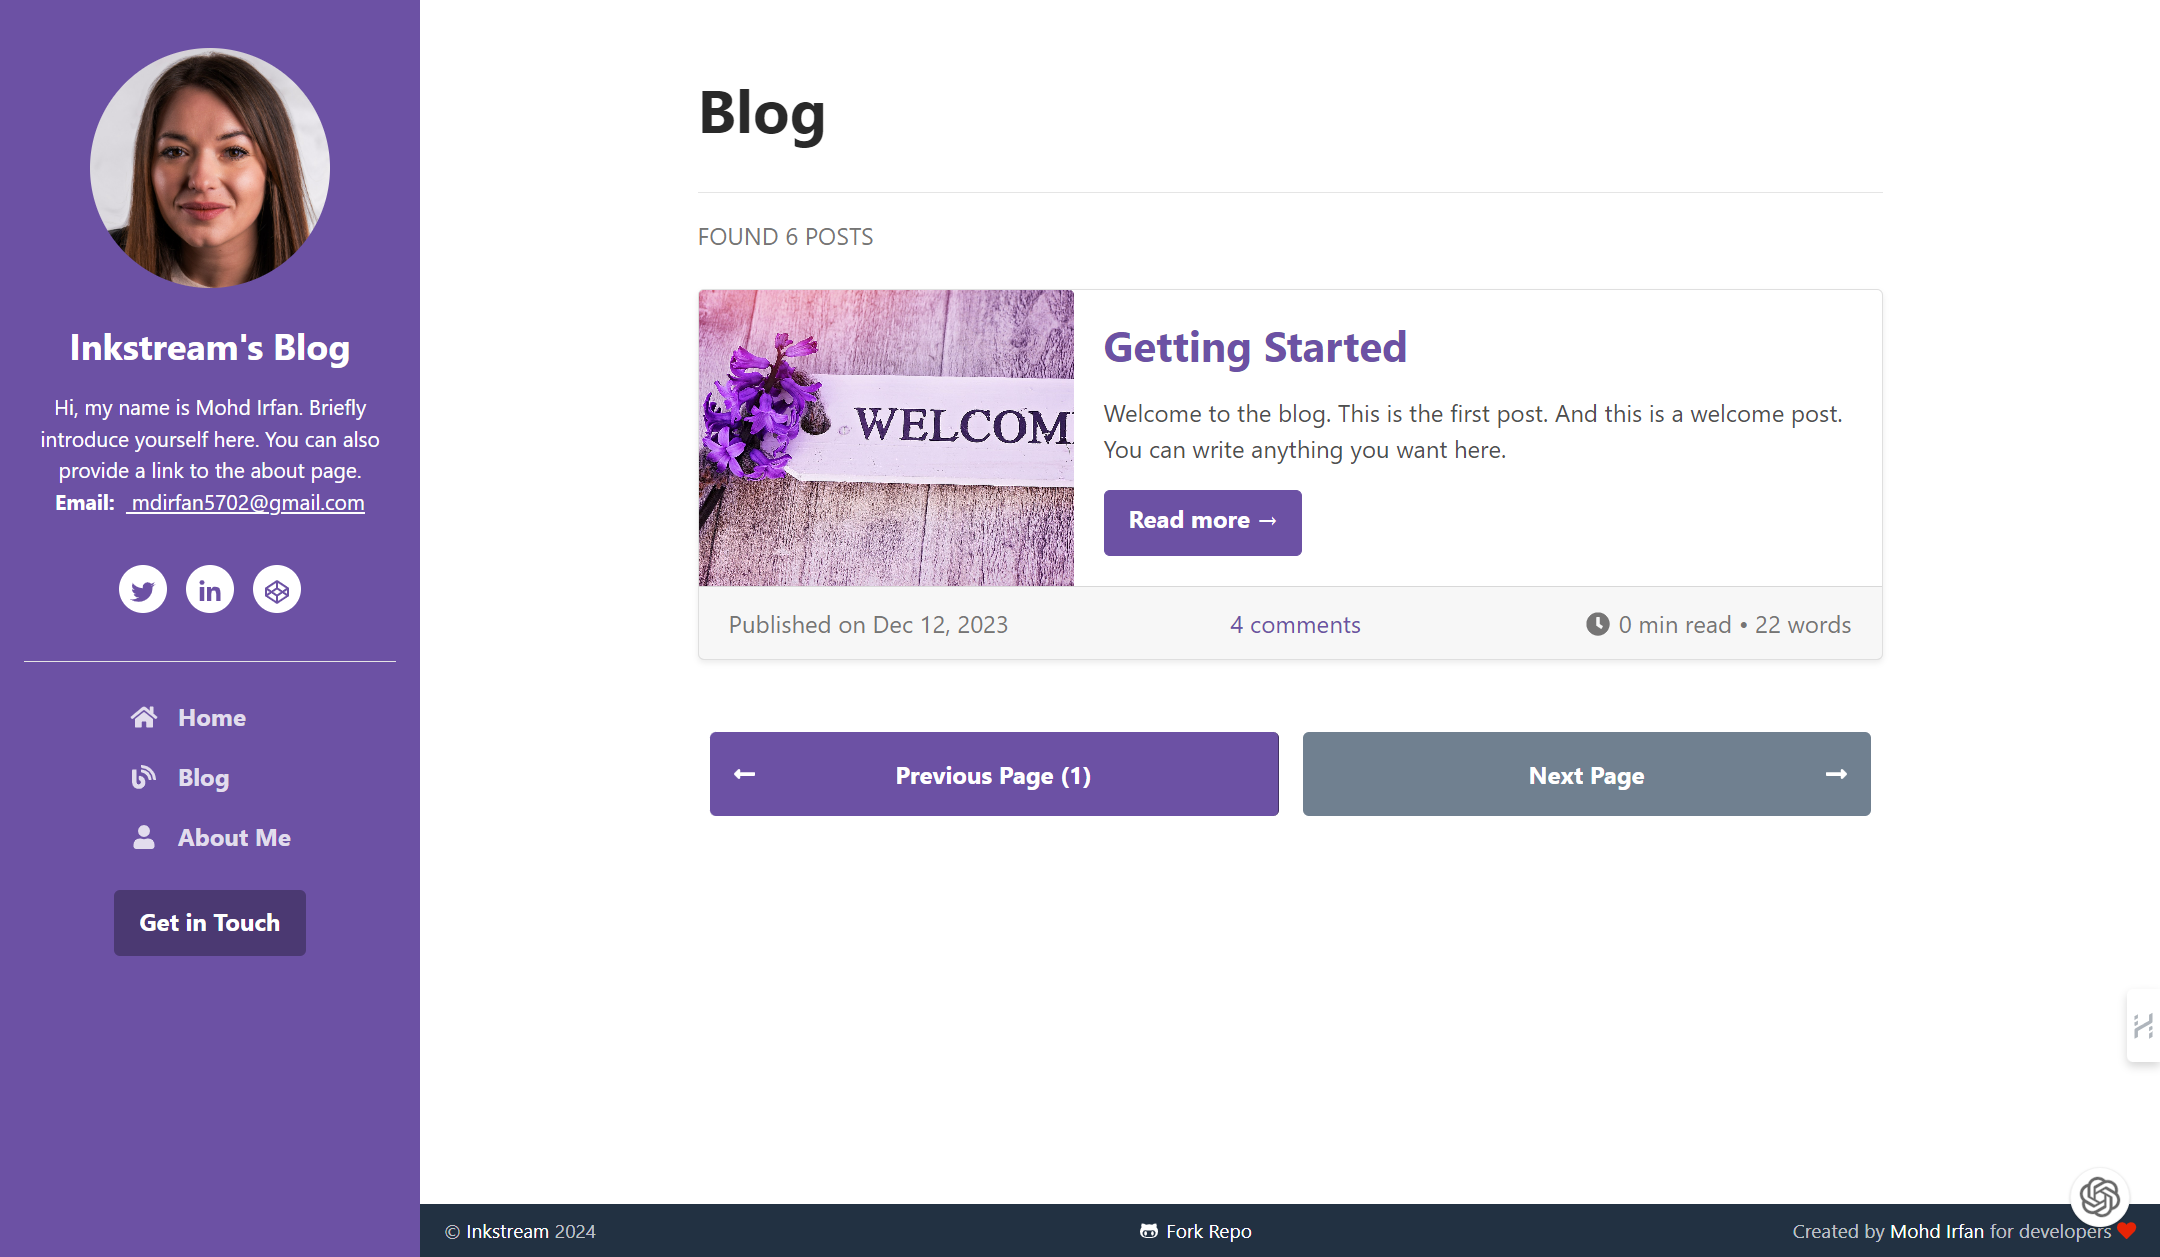 Inkstream's Blog
Hi, my name is Mohd Irfan. Briefly
introduce yourself here. You can also
provide a link to the about page.
Email: mdirfan5702@gmail.com
Home
Blog
About Me
Get in Touch
Blog
FOUND 6 POSTS
WELCOM
Getting Started
Welcome to the blog. This is the first post. And this is a welcome post.
You can write anything you want here.
Read more →
Published on Dec 12, 2023
4 comments
0 min read • 22 words
← Previous Page (1)
Next Page →
© Inkstream 2024
Fork Repo
Created by Mohd Irfan for developers